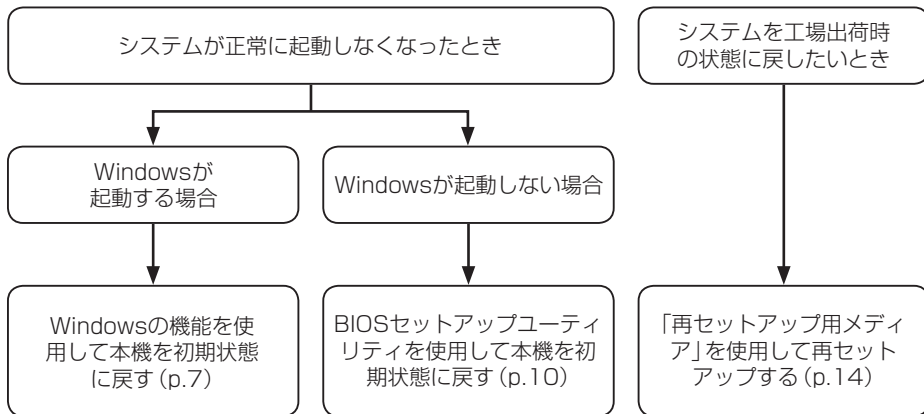 システムが正常に起動しなくなったとき
システムを工場出荷時
の状態に戻したいとき
Windowsが
起動する場合
Windowsが起動しない場合
Windowsの機能を使
用して本機を初期状態
に戻す(p.7)
BIOSセットアップユーティ
リティを使用して本機を初
期状態に戻す(p.10)
「再セットアップ用メディ
ア」を使用して再セット
アップする(p.14)